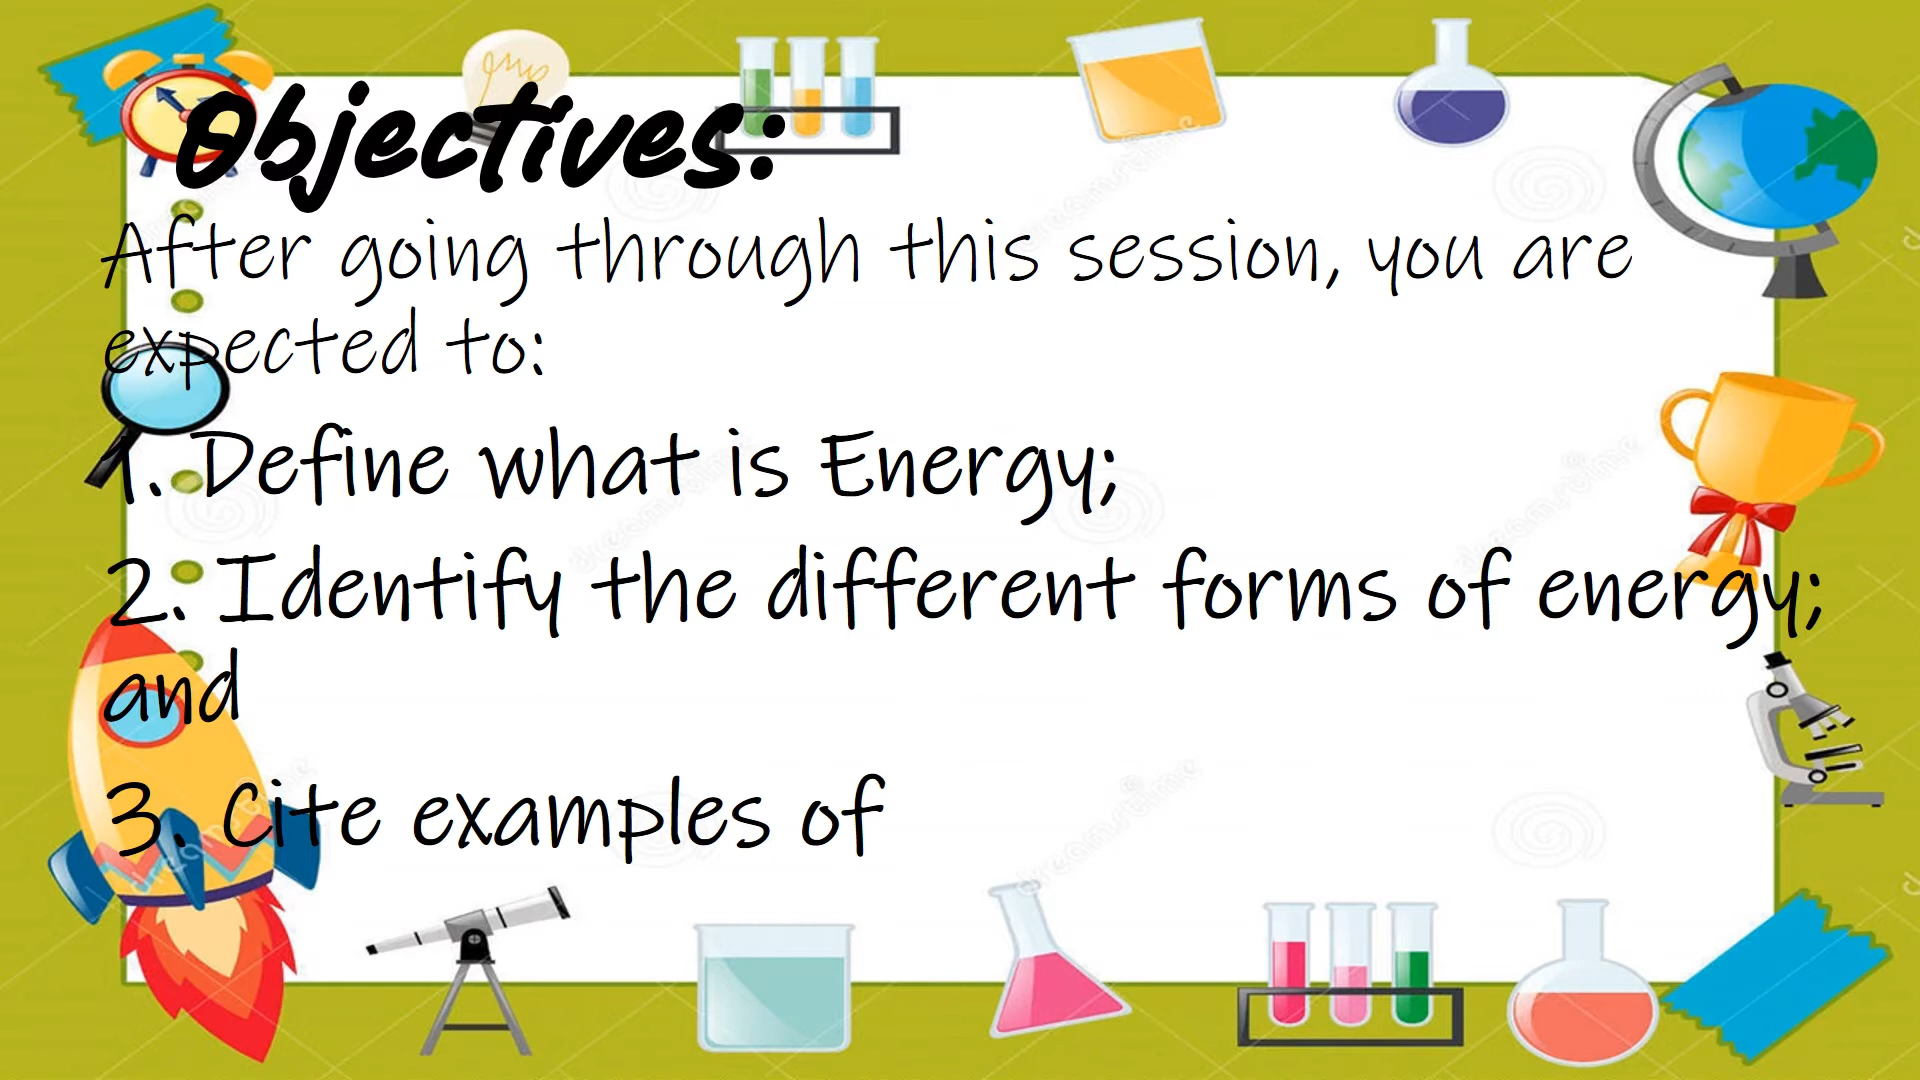 Objectives:
After going through this session, you are
expected to:
1. Define what is Energy;
2. Identify the different forms of energy;
and
3. Cite examples of